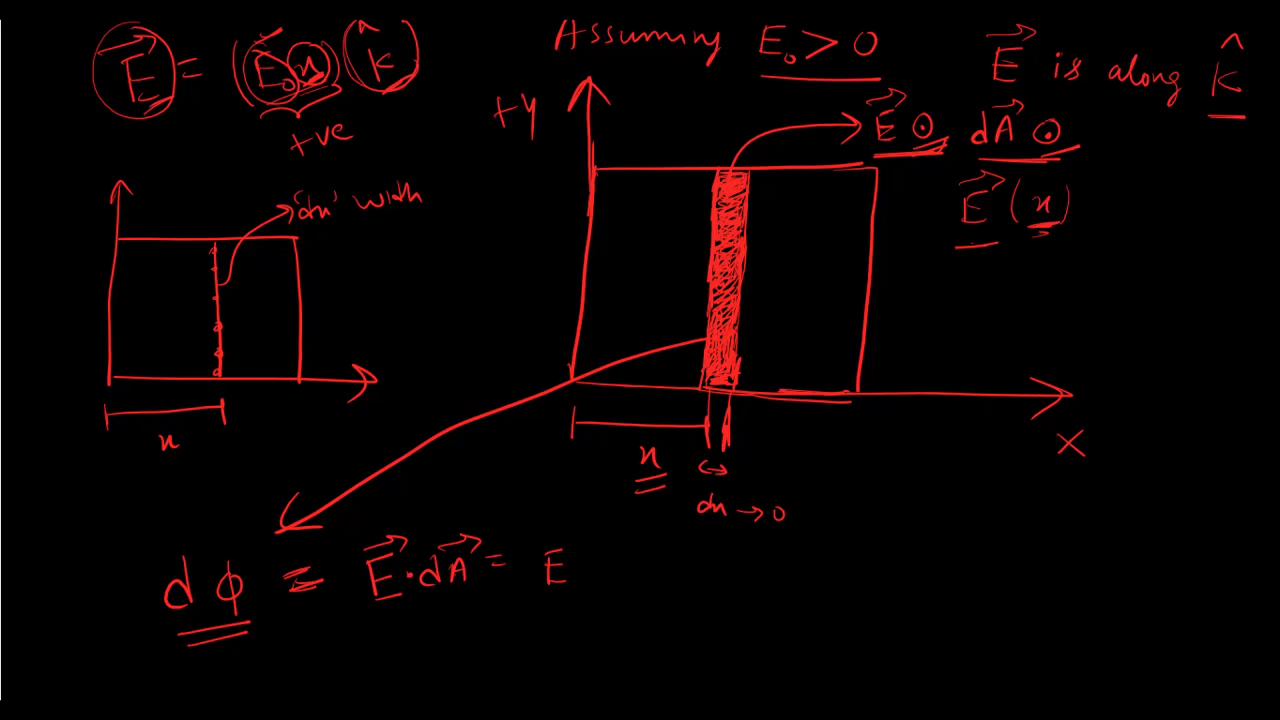 E⃗ = (E₀x) k̂
+ve
Assuming E₀ > 0
E⃗ is along k̂
+y
E⃗ ⊙ dA⃗ ⊙
E⃗ (x)
'dx' width
x
x
dx → 0
X
dϕ = E⃗ · dA⃗ = E